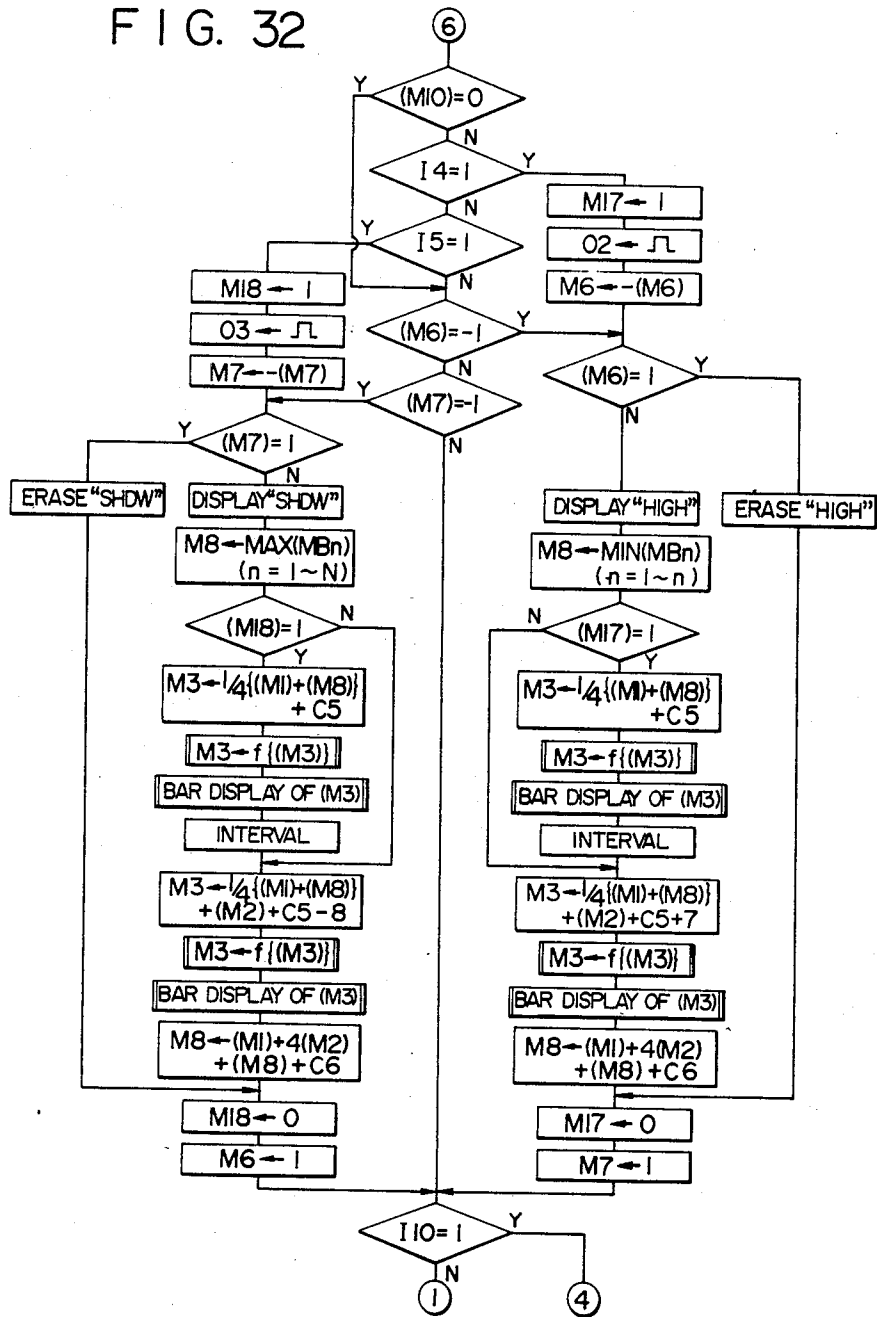 FIG. 32
6
Y
(M10)=0
N
I4=1
Y
N
M17←1
I5=1
Y
N
O2←
M18←1
M6←-(M6)
O3←
(M6)=-1
Y
N
M7←-(M7)
(M6)=1
Y
N
Y
(M7)=-1
N
Y
(M7)=1
N
ERASE "SHDW"
DISPLAY "SHDW"
DISPLAY "HIGH"
ERASE "HIGH"
M8←MAX(MBn)
(n=1~N)
M8←MIN(MBn)
(n=1~n)
(M18)=1
N
Y
N
(M17)=1
Y
M3←1/4{(M1)+(M8)}
+C5
M3←1/4{(M1)+(M8)}
+C5
M3←f{(M3)}
M3←f{(M3)}
BAR DISPLAY OF (M3)
BAR DISPLAY OF (M3)
INTERVAL
INTERVAL
M3←1/4{(M1)+(M8)}
+(M2)+C5-8
M3←1/4{(M1)+(M8)}
+(M2)+C5+7
M3←f{(M3)}
M3←f{(M3)}
BAR DISPLAY OF (M3)
BAR DISPLAY OF (M3)
M8←(M1)+4(M2)
+(M8)+C6
M8←(M1)+4(M2)
+(M8)+C6
M18←0
M17←0
M6←1
M7←1
I10=1
Y
N
1
4